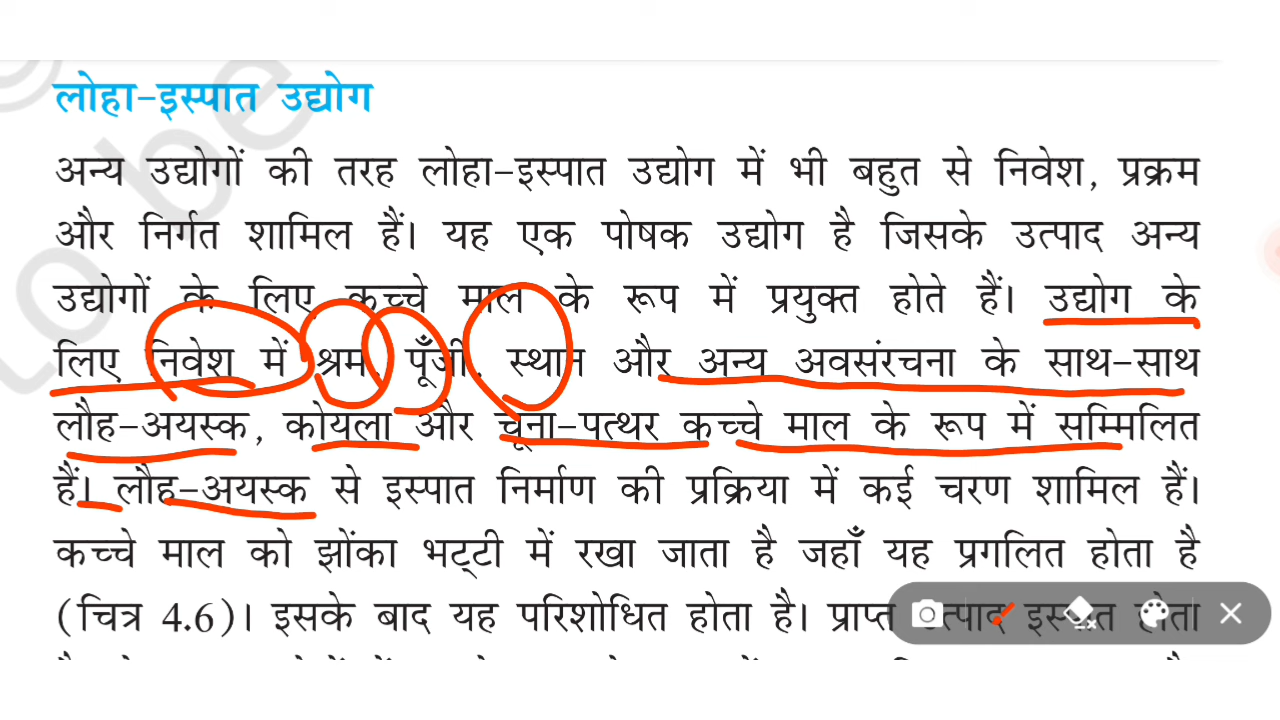 लोहा-इस्पात उद्योग
अन्य उद्योगों की तरह लोहा-इस्पात उद्योग में भी बहुत से निवेश, प्रक्रम
और निर्गत शामिल हैं। यह एक पोषक उद्योग है जिसके उत्पाद अन्य
उद्योगों के लिए कच्चे माल के रूप में प्रयुक्त होते हैं। उद्योग के
लिए निवेश में श्रम, पूँजी, स्थान और अन्य अवसंरचना के साथ-साथ
लौह-अयस्क, कोयला और चूना-पत्थर कच्चे माल के रूप में सम्मिलित
हैं। लौह-अयस्क से इस्पात निर्माण की प्रक्रिया में कई चरण शामिल हैं।
कच्चे माल को झोंका भट्टी में रखा जाता है जहाँ यह प्रगलित होता है
(चित्र 4.6)। इसके बाद यह परिशोधित होता है। प्राप्त उत्पाद इस्पात होता